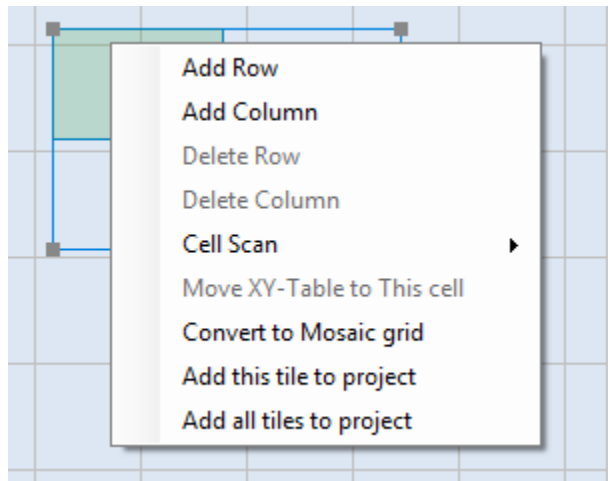 Add Row
Add Column
Delete Row
Delete Column
Cell Scan
Move XY-Table to This cell
Convert to Mosaic grid
Add this tile to project
Add all tiles to project